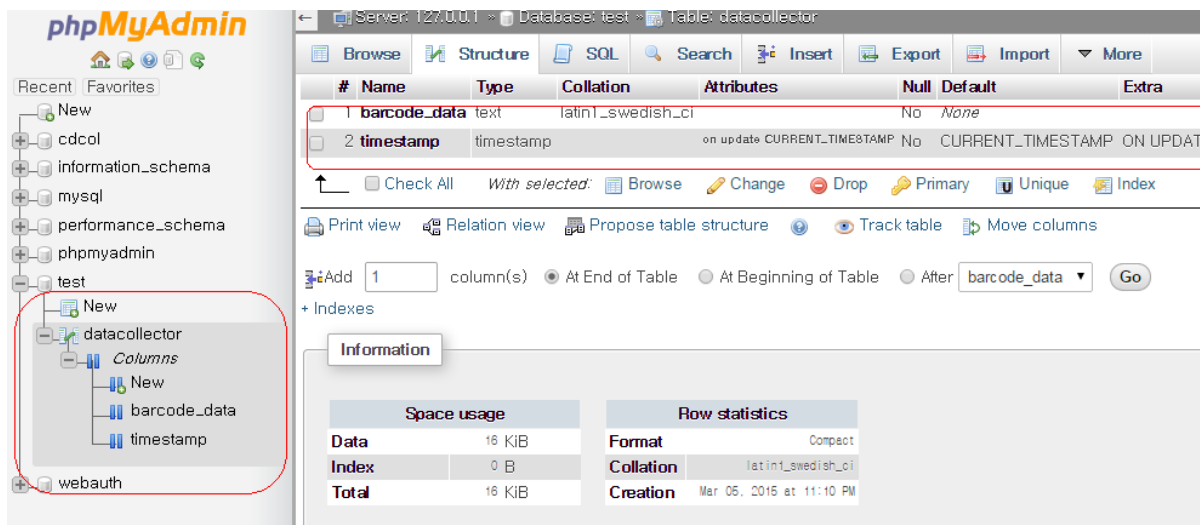 phpMyAdmin
Recent Favorites
New
cdcol
information_schema
mysql
performance_schema
phpmyadmin
test
New
datacollector
Columns
New
barcode_data
timestamp
webauth
Server: 127.0.0.1 » Database: test » Table: datacollector
Browse Structure SQL Search Insert Export Import More
# Name Type Collation Attributes Null Default Extra
1 barcode_data text latin1_swedish_ci No None
2 timestamp timestamp on update CURRENT_TIMESTAMP No CURRENT_TIMESTAMP ON UPDAT
Check All With selected: Browse Change Drop Primary Unique Index
Print view Relation view Propose table structure Track table Move columns
Add 1 column(s) At End of Table At Beginning of Table After barcode_data Go
+ Indexes
Information
Space usage
Data 16 KiB
Index 0 B
Total 16 KiB
Row statistics
Format Compact
Collation latin1_swedish_ci
Creation Mar 05, 2015 at 11:10 PM